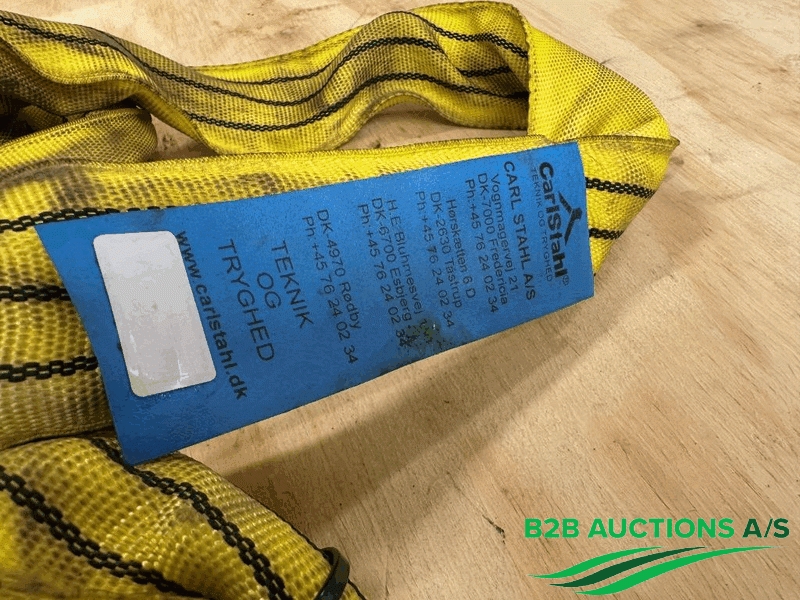 CarlStahl®
TEKNIK OG TRYGHED
CARL STAHL A/S
Vognmagervej 21
DK-7000 Fredericia
Ph:+45 76 24 02 34
Hørskætten 6 D
DK-2630 Tåstrup
Ph.+45 76 24 02 34
H.E.Bluhmesvej
DK-6700 Esbjerg
Ph.+45 76 24 02 34
DK-4970 Rødby
Ph.+45 76 24 02 34
TEKNIK
OG
TRYGHED
www.carlstahl.dk
B2B AUCTIONS A/S